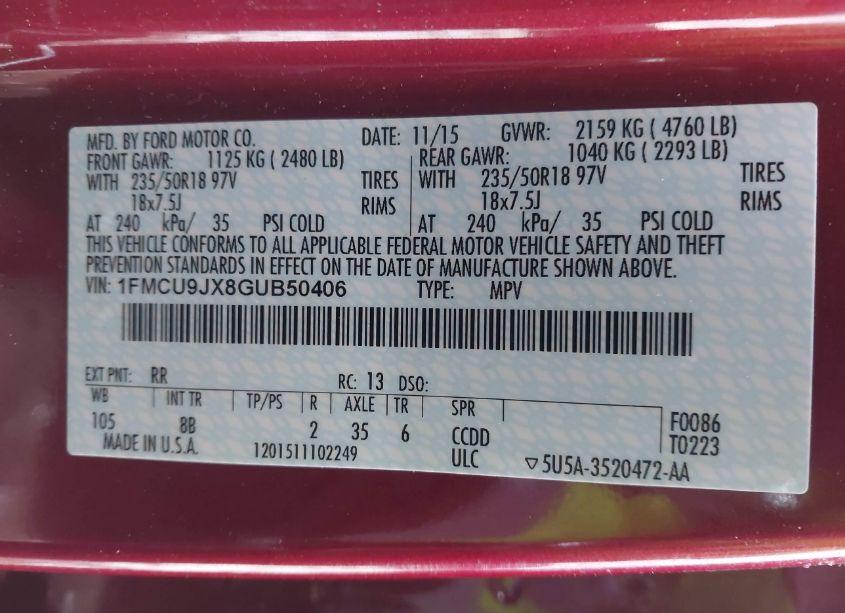 MFD. BY FORD MOTOR CO. DATE: 11/15 GVWR: 2159 KG ( 4760 LB)
FRONT GAWR: 1125 KG ( 2480 LB) REAR GAWR: 1040 KG ( 2293 LB)
WITH 235/50R18 97V TIRES WITH 235/50R18 97V TIRES
18x7.5J RIMS 18x7.5J RIMS
AT 240 kPa/ 35 PSI COLD AT 240 kPa/ 35 PSI COLD
THIS VEHICLE CONFORMS TO ALL APPLICABLE FEDERAL MOTOR VEHICLE SAFETY AND THEFT
PREVENTION STANDARDS IN EFFECT ON THE DATE OF MANUFACTURE SHOWN ABOVE.
VIN: 1FMCU9JX8GUB50406 TYPE: MPV
EXT PNT: RR RC: 13 DSO:
WB INT TR TP/PS R AXLE TR SPR F0086
105 8B 2 35 6 CCDD T0223
MADE IN U.S.A. 1201511102249 ULC ▽5U5A-3520472-AA